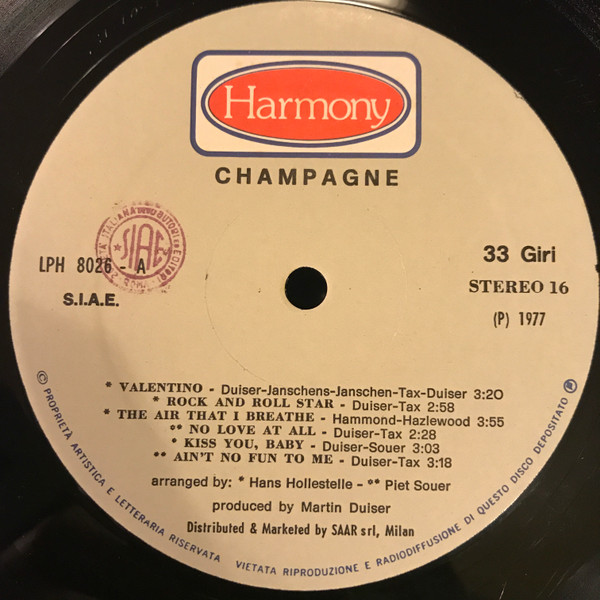 Harmony
CHAMPAGNE
SIAE
LPH 8026 - A
S.I.A.E.
33 Giri
STEREO 16
(P) 1977
* VALENTINO - Duiser-Janschens-Janschen-Tax-Duiser 3:20
* ROCK AND ROLL STAR - Duiser-Tax 2:58
* THE AIR THAT I BREATHE - Hammond-Hazlewood 3:55
** NO LOVE AT ALL - Duiser-Tax 2:28
* KISS YOU, BABY - Duiser-Souer 3:03
** AIN'T NO FUN TO ME - Duiser-Tax 3:18
arranged by: * Hans Hollestelle - ** Piet Souer
produced by Martin Duiser
Distributed & Marketed by SAAR srl, Milan
© PROPRIETÀ ARTISTICA E LETTERARIA RISERVATA VIETATA RIPRODUZIONE E RADIODIFFUSIONE DI QUESTO DISCO DEPOSITATO ℗